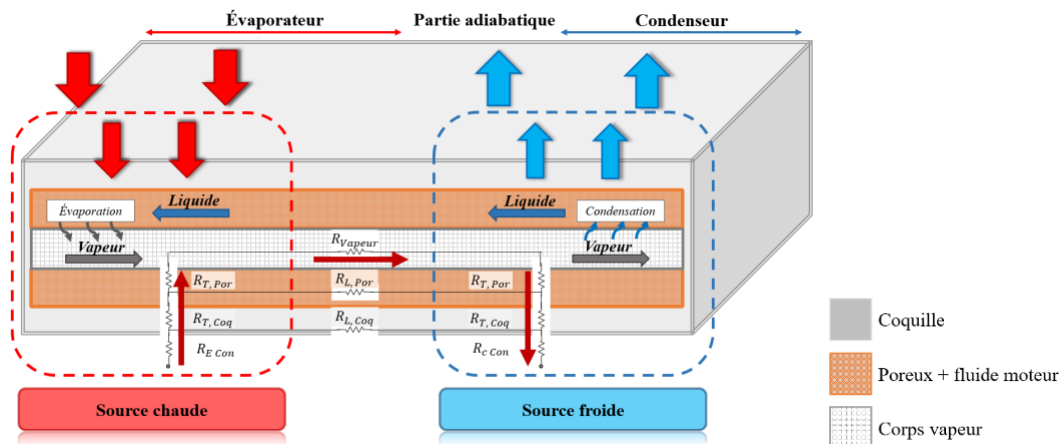 Évaporateur
Partie adiabatique
Condenseur
Liquide
Liquide
Évaporation
Condensation
Vapeur
Vapeur
R_Vapeur
R_T,Por
R_L,Por
R_T,Por
R_T,Coq
R_L,Coq
R_T,Coq
R_E Con
R_c Con
Source chaude
Source froide
Coquille
Poreux + fluide moteur
Corps vapeur